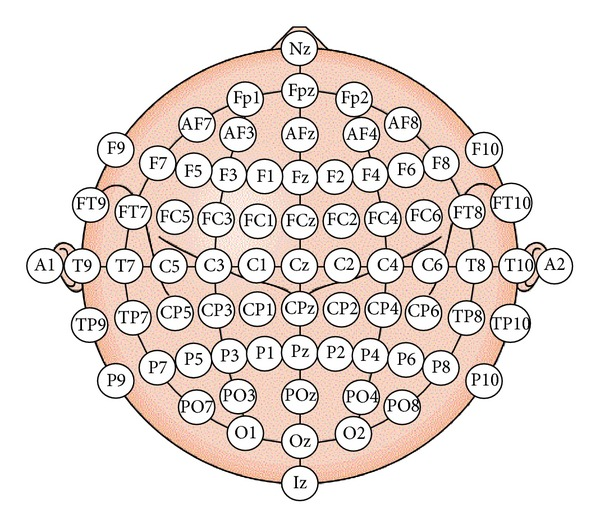 Nz
Fp1 Fpz Fp2
AF7 AF3 AFz AF4 AF8
F9 F7 F5 F3 F1 Fz F2 F4 F6 F8 F10
FT9 FT7 FC5 FC3 FC1 FCz FC2 FC4 FC6 FT8 FT10
A1 T9 T7 C5 C3 C1 Cz C2 C4 C6 T8 T10 A2
TP9 TP7 CP5 CP3 CP1 CPz CP2 CP4 CP6 TP8 TP10
P9 P7 P5 P3 P1 Pz P2 P4 P6 P8 P10
PO7 PO3 POz PO4 PO8
O1 Oz O2
Iz